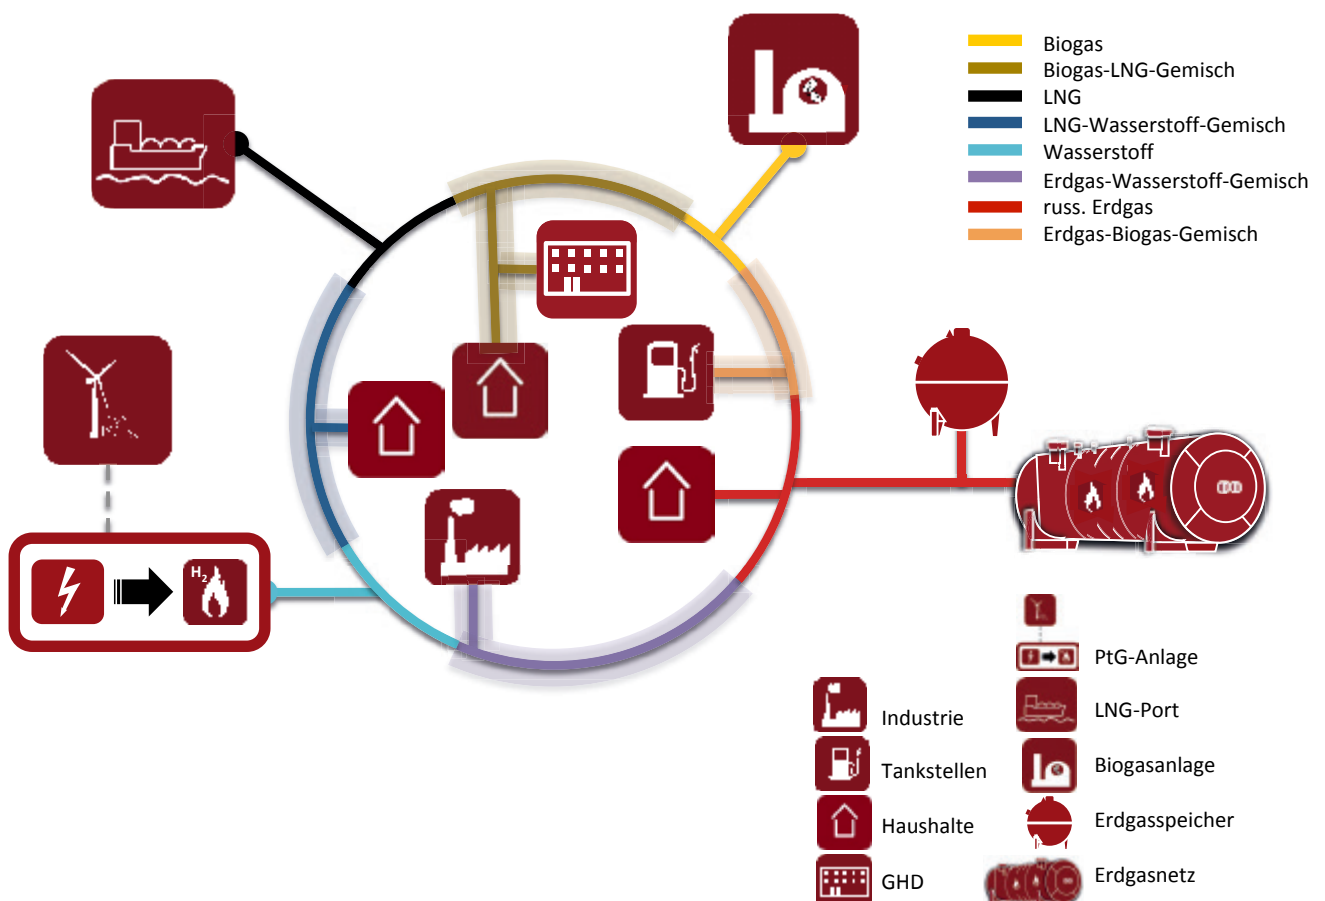 Biogas
Biogas-LNG-Gemisch
LNG
LNG-Wasserstoff-Gemisch
Wasserstoff
Erdgas-Wasserstoff-Gemisch
russ. Erdgas
Erdgas-Biogas-Gemisch
H2
PtG-Anlage
Industrie
LNG-Port
Tankstellen
Biogasanlage
Haushalte
Erdgasspeicher
GHD
Erdgasnetz